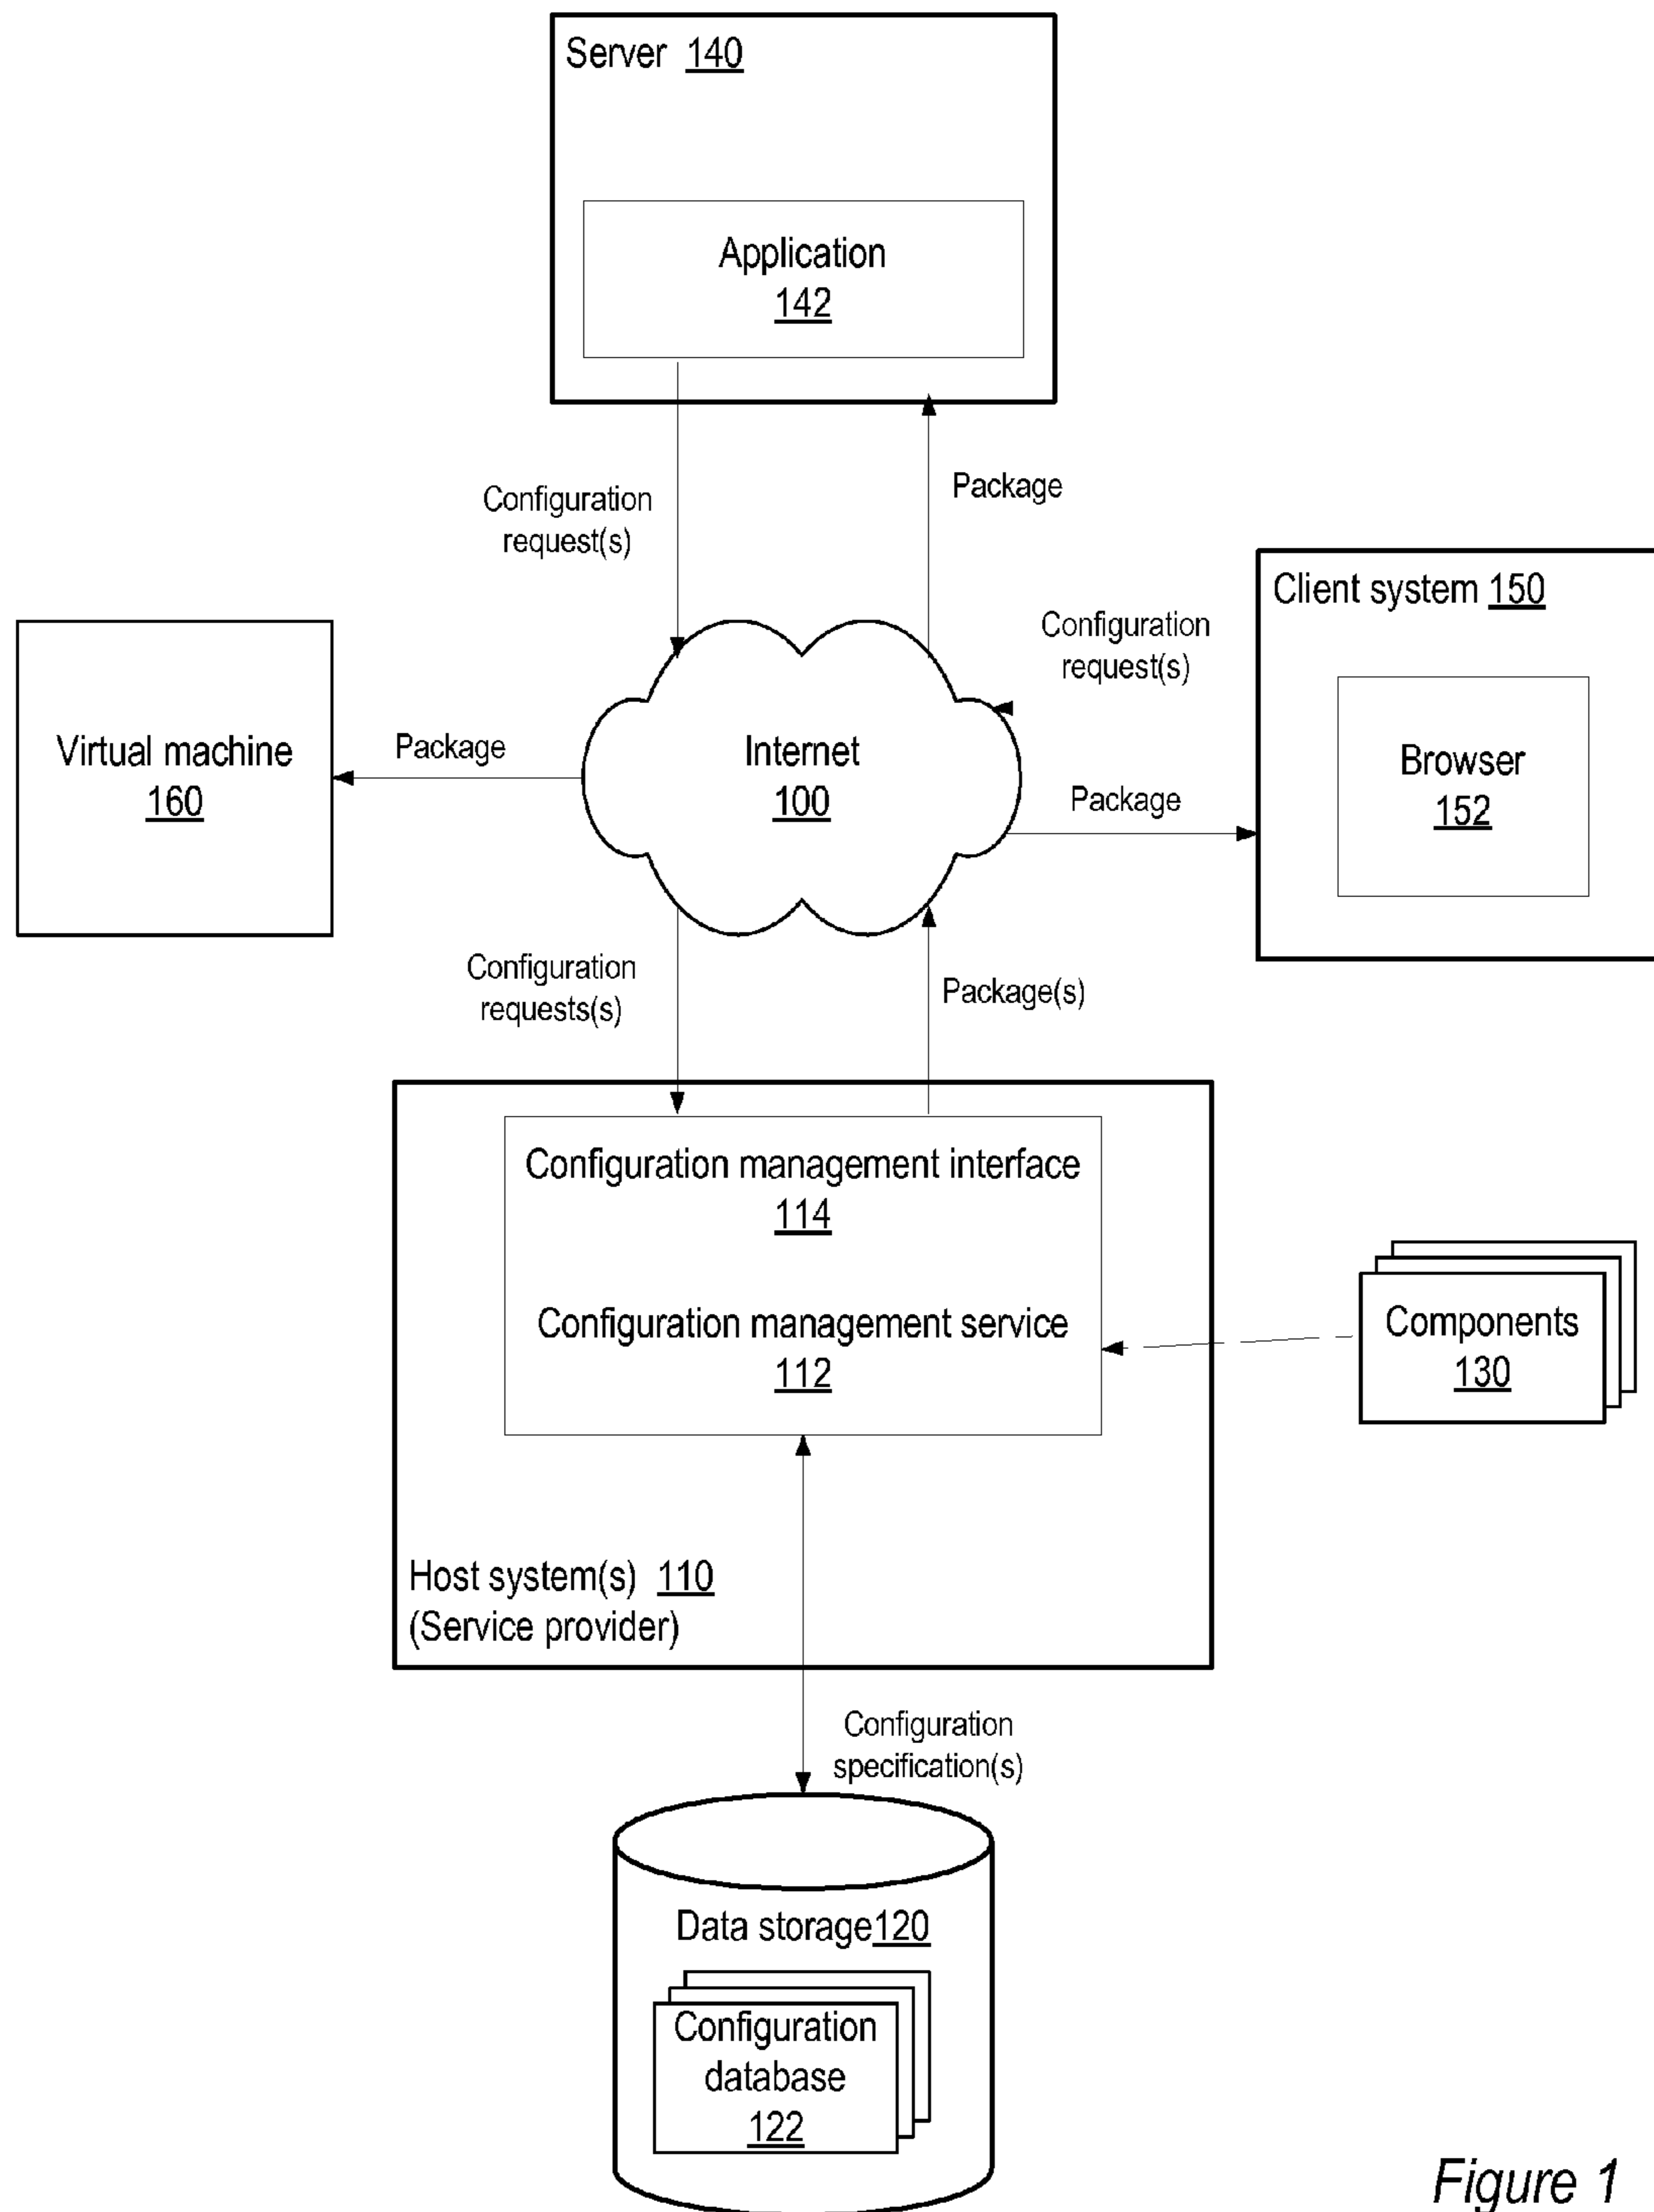 Server 140
Application
142
Configuration
request(s)
Package
Client system 150
Configuration
request(s)
Browser
152
Virtual machine
160
Package
Internet
100
Package
Configuration
requests(s)
Package(s)
Configuration management interface
114
Configuration management service
112
Components
130
Host system(s) 110
(Service provider)
Configuration
specification(s)
Data storage120
Configuration
database
122
Figure 1